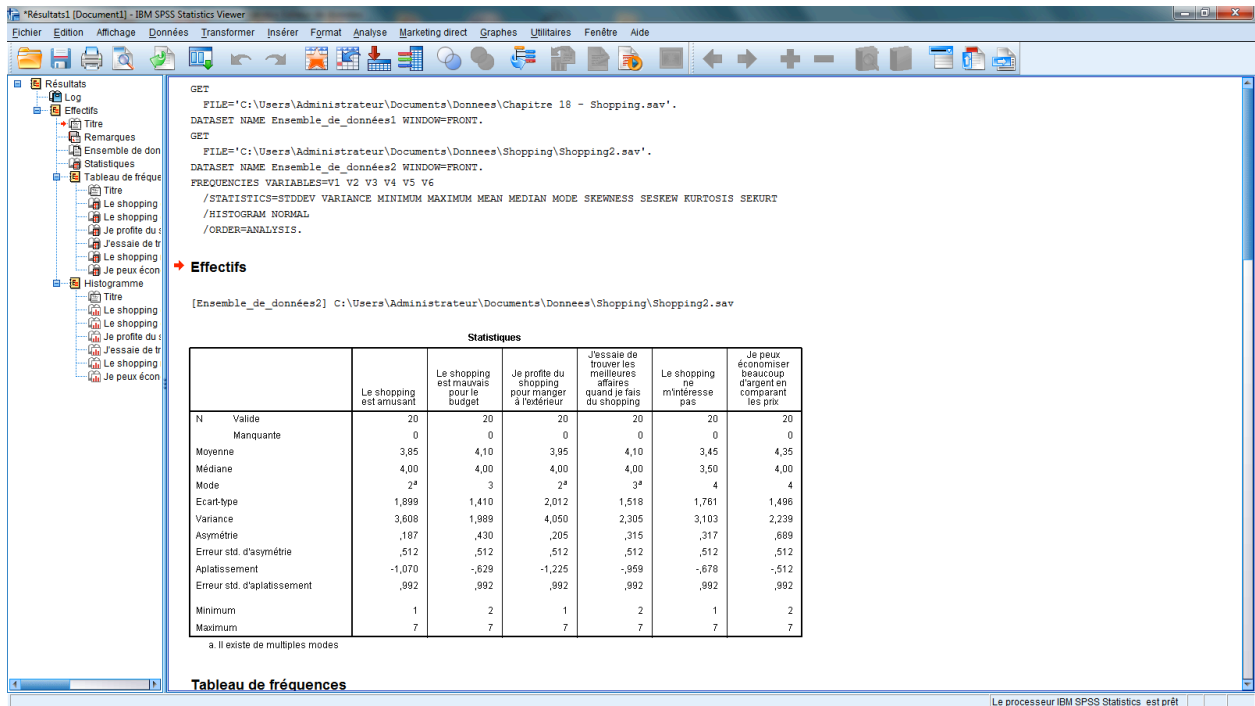 *Résultats1 [Document1] - IBM SPSS Statistics Viewer
Fichier Edition Affichage Données Transformer Insérer Format Analyse Marketing direct Graphes Utilitaires Fenêtre Aide
Résultats
Log
Effectifs
Titre
Remarques
Ensemble de don
Statistiques
Tableau de fréque
Titre
Le shopping
Le shopping
Je profite du s
J'essaie de tr
Le shopping
Je peux écon
Histogramme
Titre
Le shopping
Le shopping
Je profite du s
J'essaie de tr
Le shopping
Je peux écon
GET
FILE='C:\Users\Administrateur\Documents\Donnees\Chapitre 18 - Shopping.sav'.
DATASET NAME Ensemble_de_données1 WINDOW=FRONT.
GET
FILE='C:\Users\Administrateur\Documents\Donnees\Shopping\Shopping2.sav'.
DATASET NAME Ensemble_de_données2 WINDOW=FRONT.
FREQUENCIES VARIABLES=V1 V2 V3 V4 V5 V6
/STATISTICS=STDDEV VARIANCE MINIMUM MAXIMUM MEAN MEDIAN MODE SKEWNESS SESKEW KURTOSIS SEKURT
/HISTOGRAM NORMAL
/ORDER=ANALYSIS.
Effectifs
[Ensemble_de_données2] C:\Users\Administrateur\Documents\Donnees\Shopping\Shopping2.sav
Statistiques
Le shopping est amusant
Le shopping est mauvais pour le budget
Je profite du shopping pour manger à l'extérieur
J'essaie de trouver les meilleures affaires quand je fais du shopping
Le shopping ne m'intéresse pas
Je peux économiser beaucoup d'argent en comparant les prix
N Valide 20 20 20 20 20 20
Manquante 0 0 0 0 0 0
Moyenne 3,85 4,10 3,95 4,10 3,45 4,35
Médiane 4,00 4,00 4,00 4,00 3,50 4,00
Mode 2a 3 2a 3a 4 4
Ecart-type 1,899 1,410 2,012 1,518 1,761 1,496
Variance 3,608 1,989 4,050 2,305 3,103 2,239
Asymétrie ,187 ,430 ,205 ,315 ,317 ,689
Erreur std. d'asymétrie ,512 ,512 ,512 ,512 ,512 ,512
Aplatissement -1,070 -,629 -1,225 -,959 -,678 -,512
Erreur std. d'aplatissement ,992 ,992 ,992 ,992 ,992 ,992
Minimum 1 2 1 2 1 2
Maximum 7 7 7 7 7 7
a. Il existe de multiples modes
Tableau de fréquences
Le processeur IBM SPSS Statistics est prêt